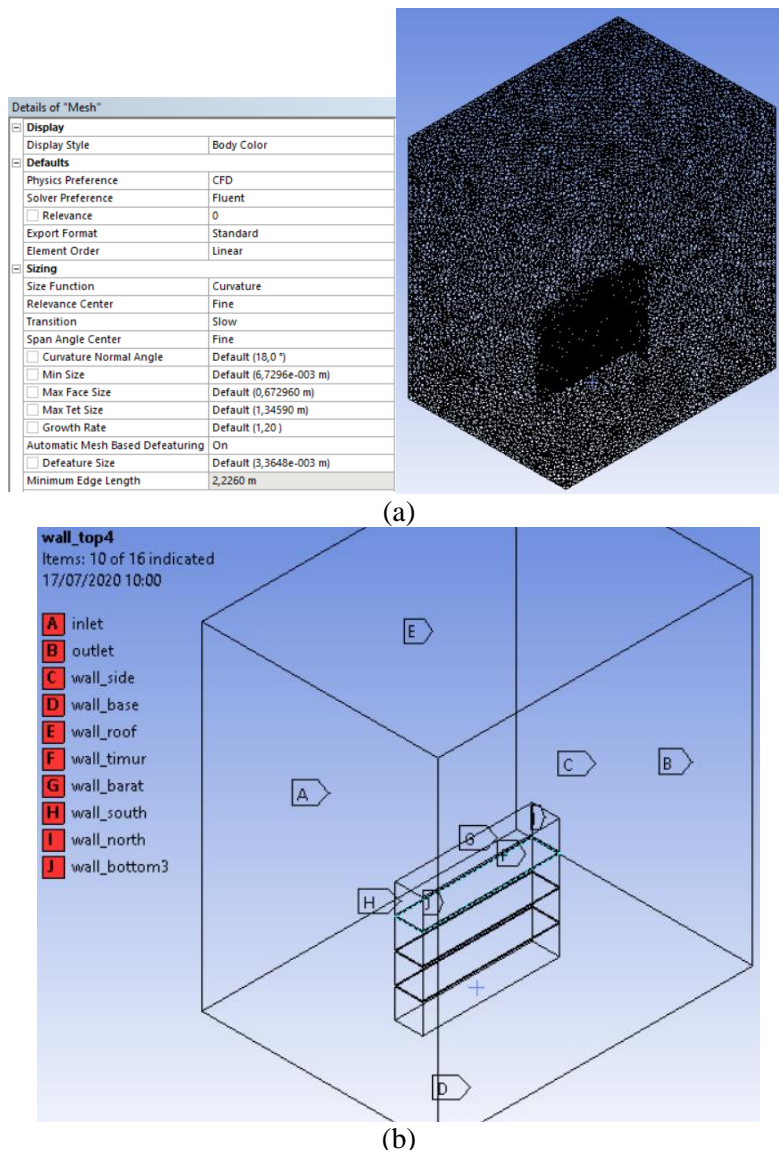 Details of "Mesh"
Display
Display Style Body Color
Defaults
Physics Preference CFD
Solver Preference Fluent
Relevance 0
Export Format Standard
Element Order Linear
Sizing
Size Function Curvature
Relevance Center Fine
Transition Slow
Span Angle Center Fine
Curvature Normal Angle Default (18,0 °)
Min Size Default (6,7296e-003 m)
Max Face Size Default (0,672960 m)
Max Tet Size Default (1,34590 m)
Growth Rate Default (1,20 )
Automatic Mesh Based Defeaturing On
Defeature Size Default (3,3648e-003 m)
Minimum Edge Length 2,2260 m
(a)
wall_top4
Items: 10 of 16 indicated
17/07/2020 10:00
A inlet
B outlet
C wall_side
D wall_base
E wall_roof
F wall_timur
G wall_barat
H wall_south
I wall_north
J wall_bottom3
E
C
B
A
G
I
F
H
J
D
(b)